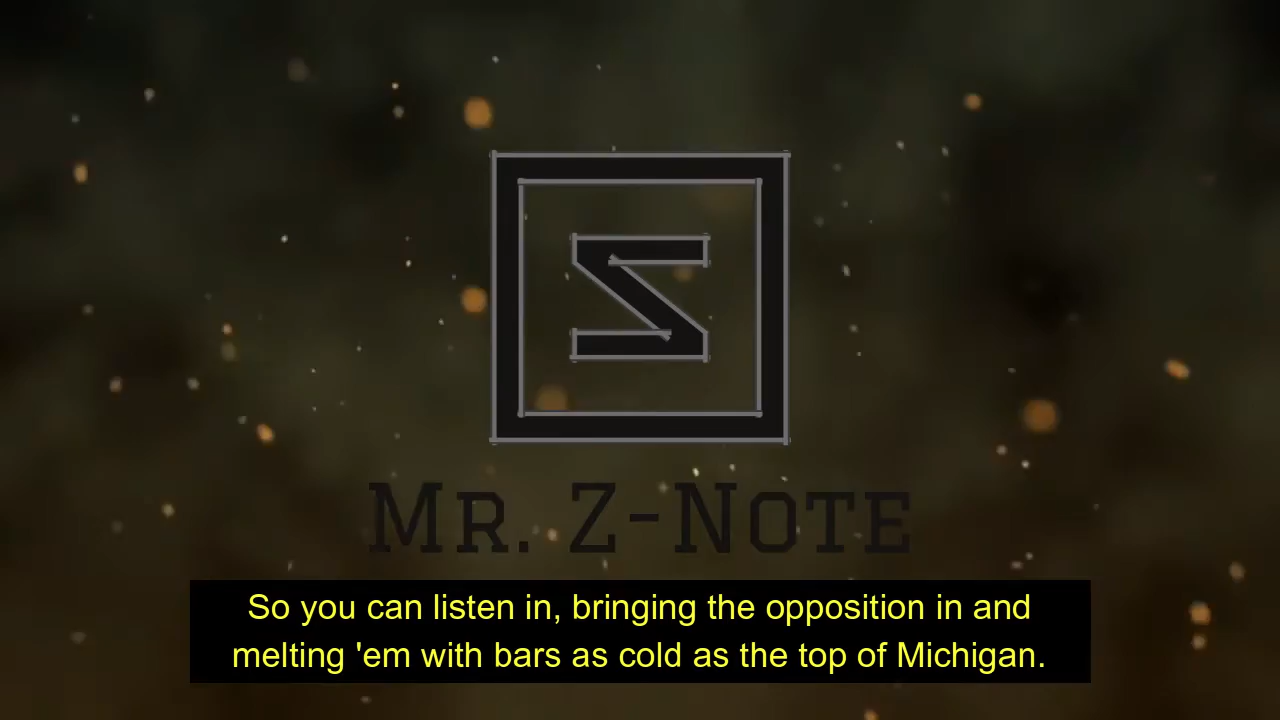 Z
Mr. Z-Note
So you can listen in, bringing the opposition in and
melting 'em with bars as cold as the top of Michigan.